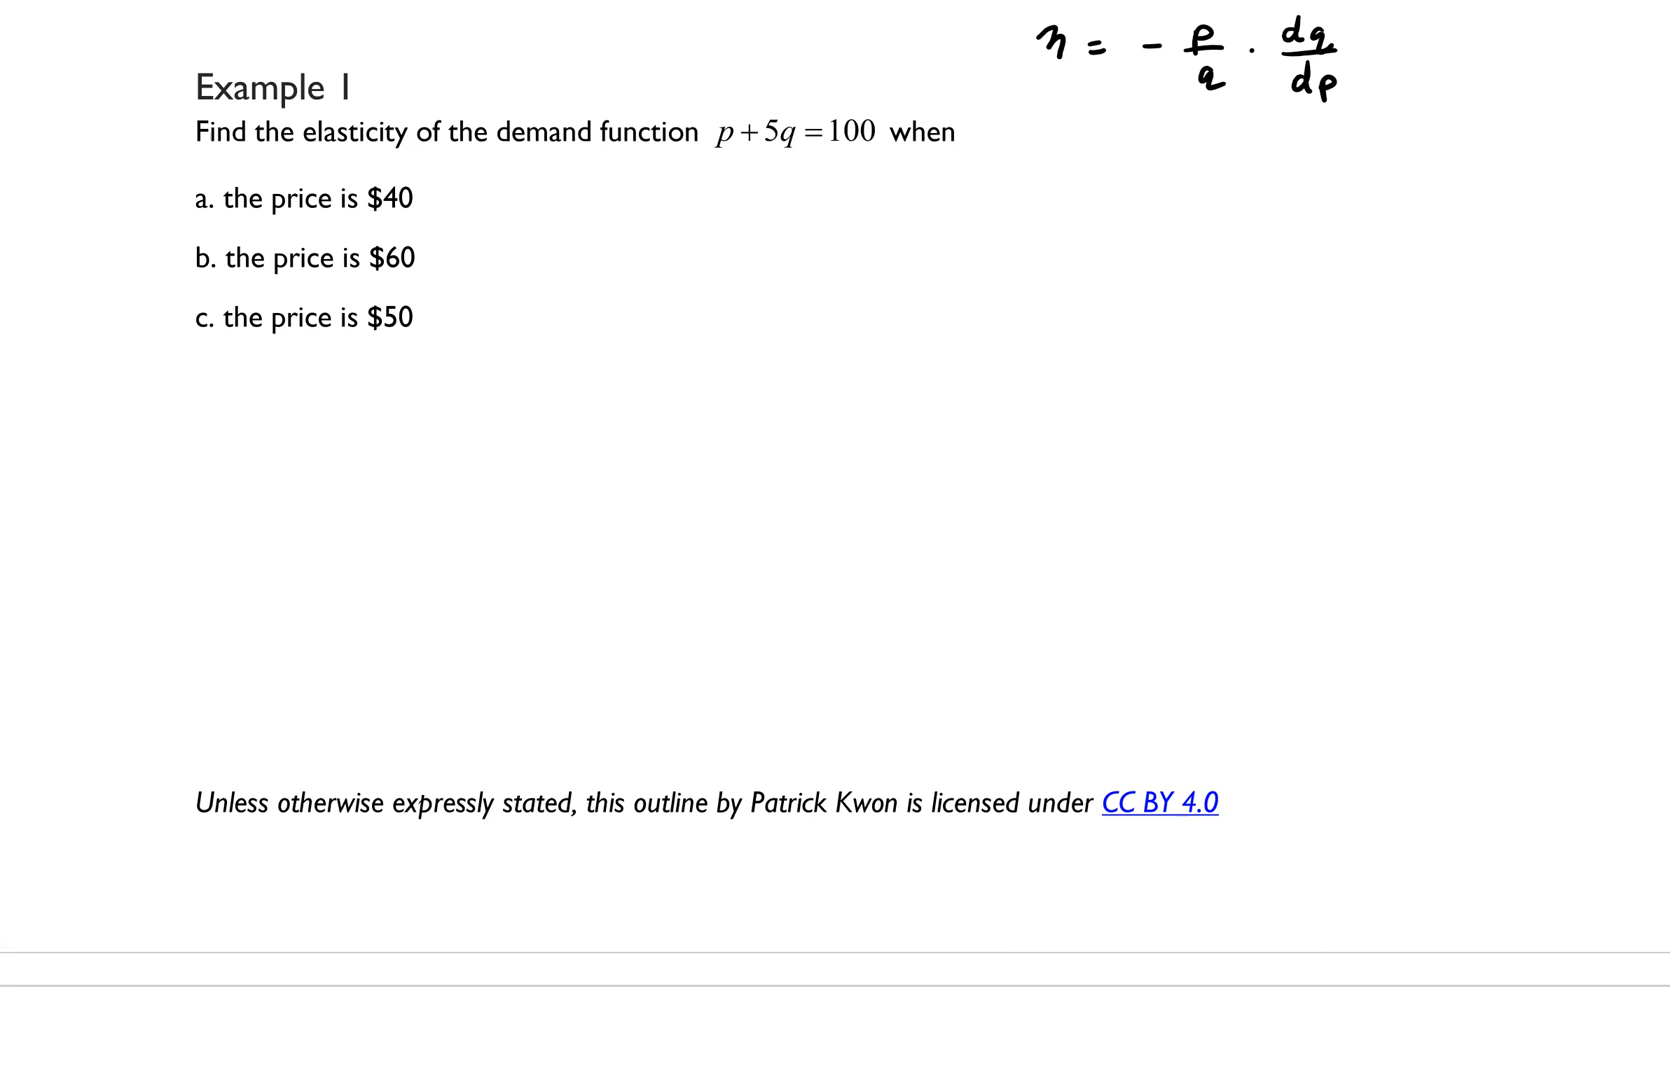 η = - p/q · dq/dp
Example 1
Find the elasticity of the demand function p + 5q = 100 when
a. the price is $40
b. the price is $60
c. the price is $50
Unless otherwise expressly stated, this outline by Patrick Kwon is licensed under CC BY 4.0